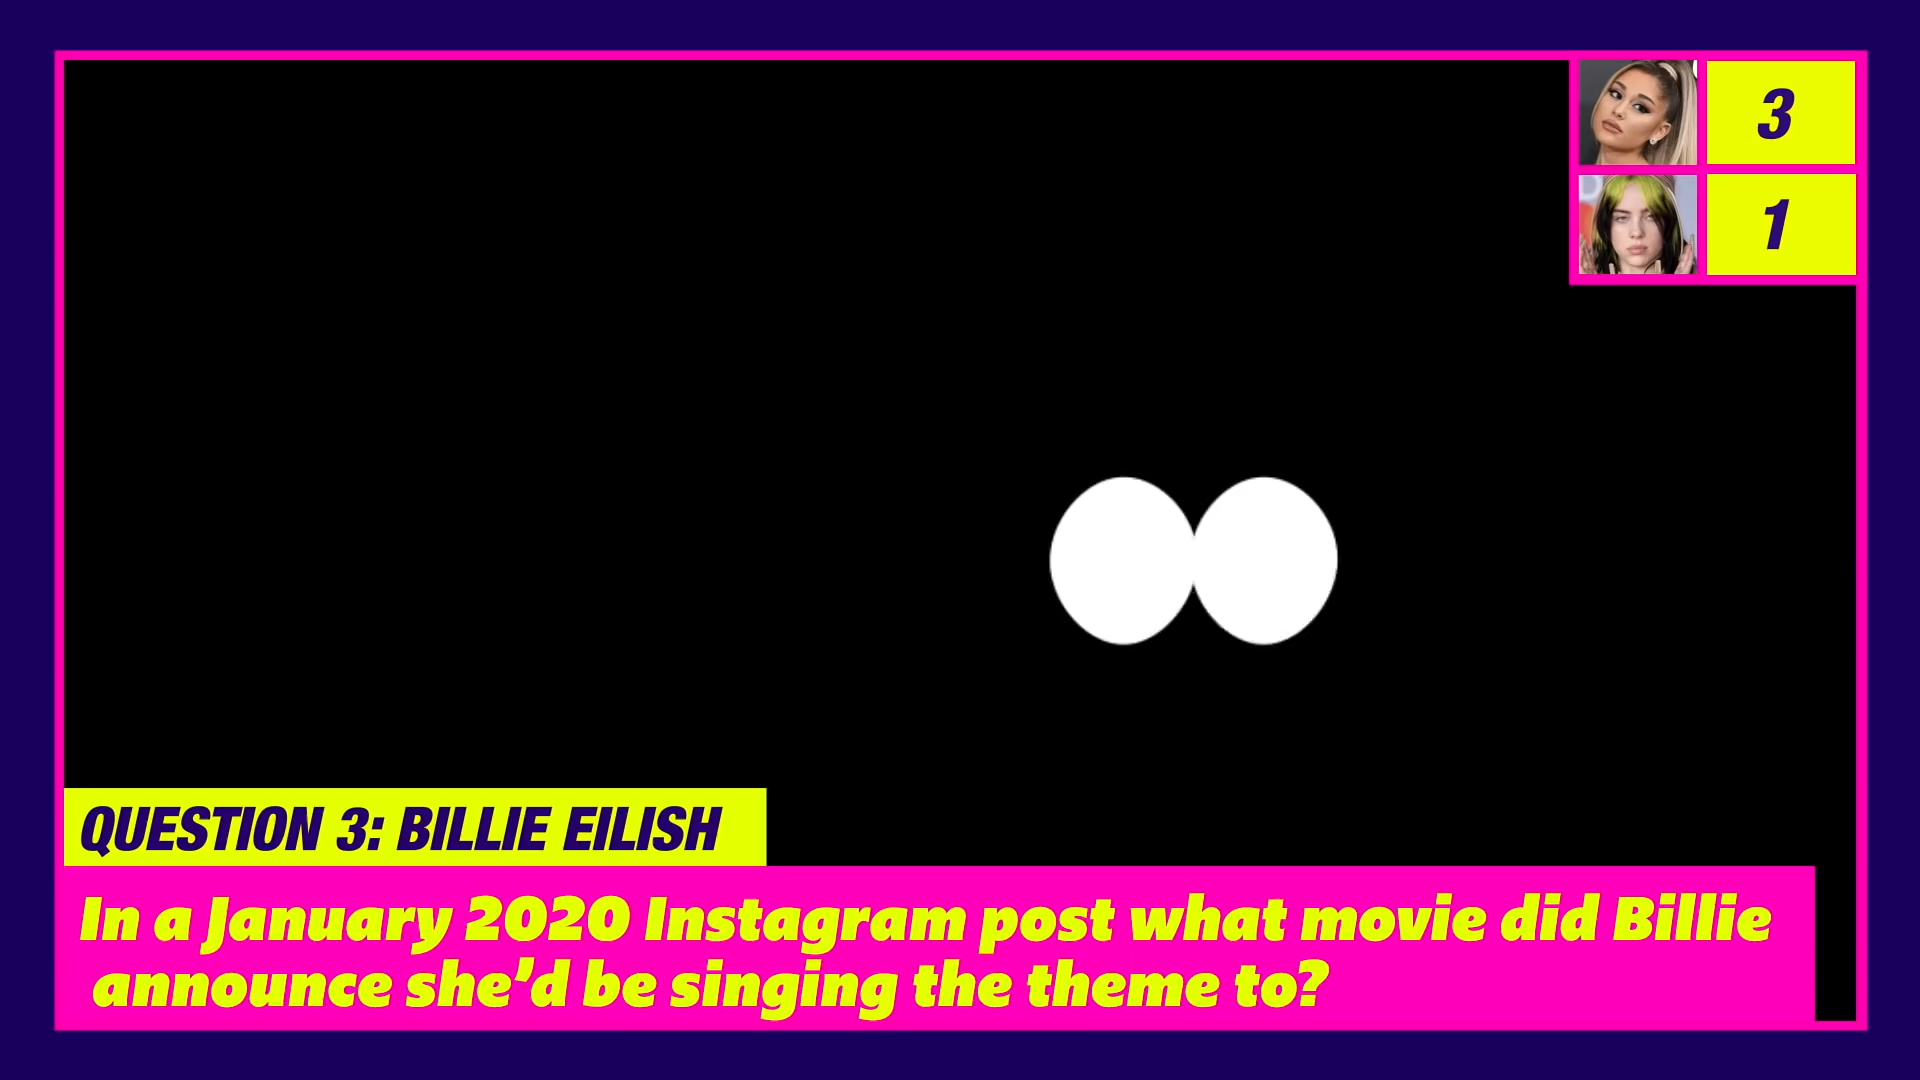 3
1
QUESTION 3: BILLIE EILISH
In a January 2020 Instagram post what movie did Billie
announce she’d be singing the theme to?